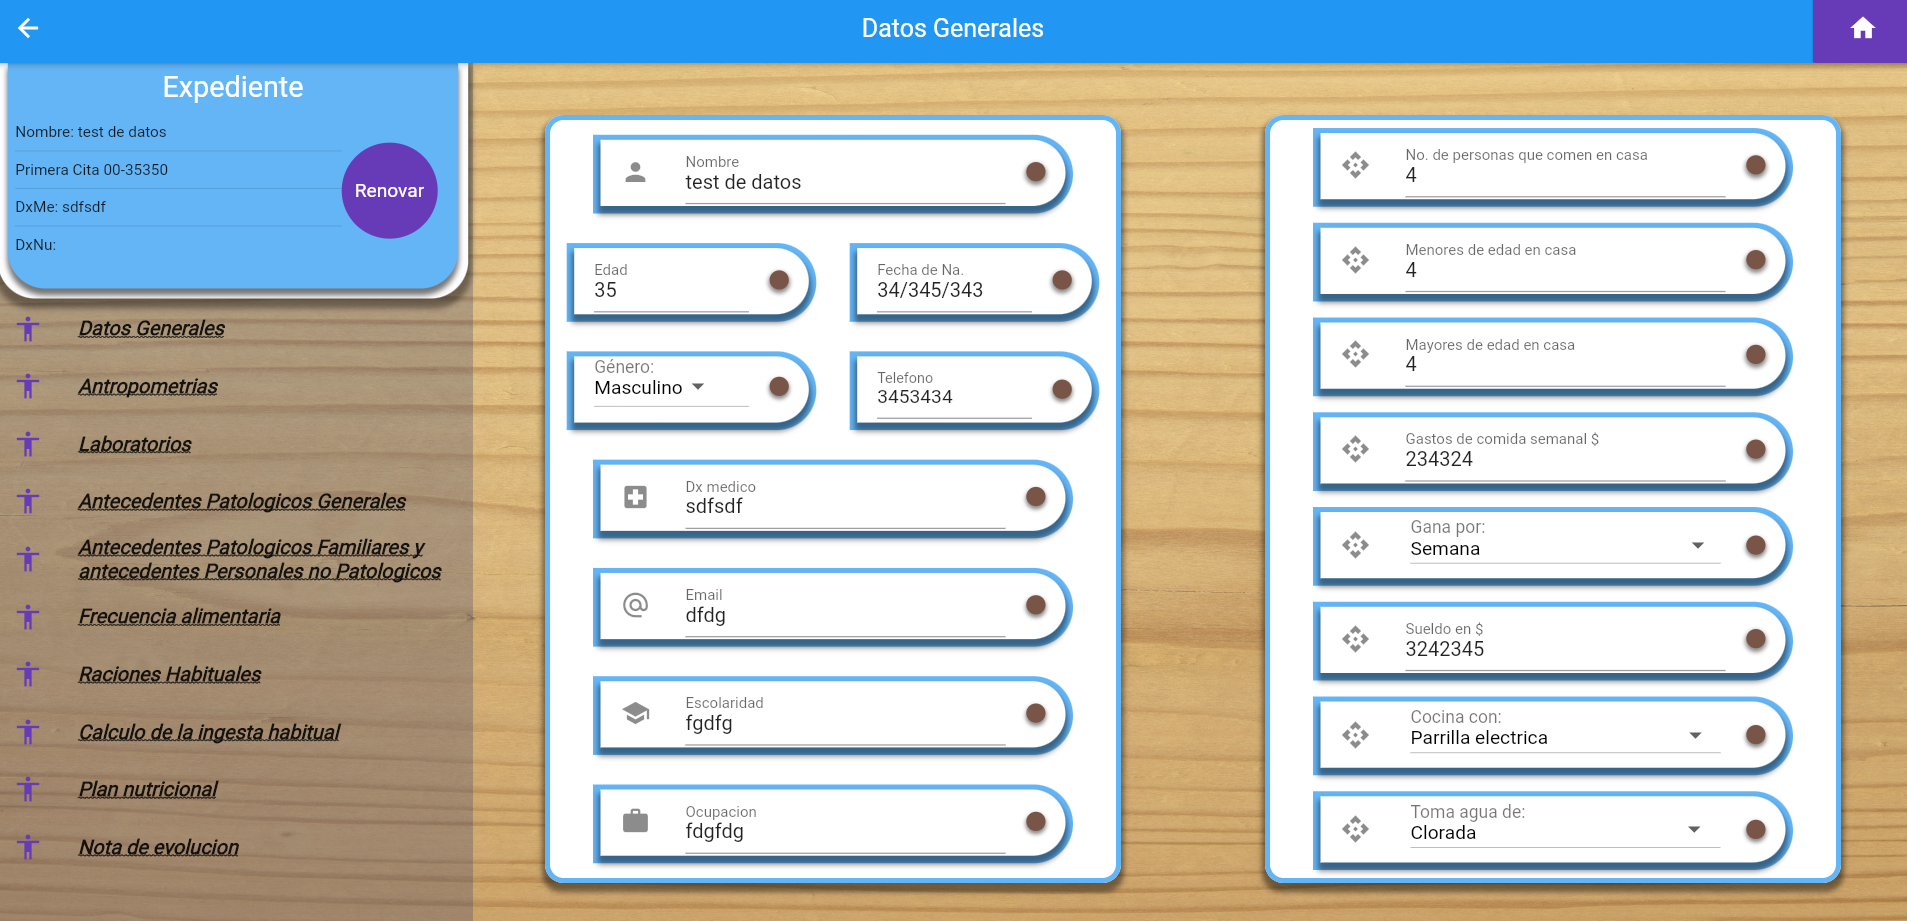 Datos Generales
Expediente
Nombre: test de datos
Primera Cita 00-35350
DxMe: sdfsdf
DxNu:
Renovar
Datos Generales
Antropometrias
Laboratorios
Antecedentes Patologicos Generales
Antecedentes Patologicos Familiares y
antecedentes Personales no Patologicos
Frecuencia alimentaria
Raciones Habituales
Calculo de la ingesta habitual
Plan nutricional
Nota de evolucion
Nombre
test de datos
Edad
35
Fecha de Na.
34/345/343
Género:
Masculino
Telefono
3453434
Dx medico
sdfsdf
Email
dfdg
Escolaridad
fgdfg
Ocupacion
fdgfdg
No. de personas que comen en casa
4
Menores de edad en casa
4
Mayores de edad en casa
4
Gastos de comida semanal $
234324
Gana por:
Semana
Sueldo en $
3242345
Cocina con:
Parrilla electrica
Toma agua de:
Clorada